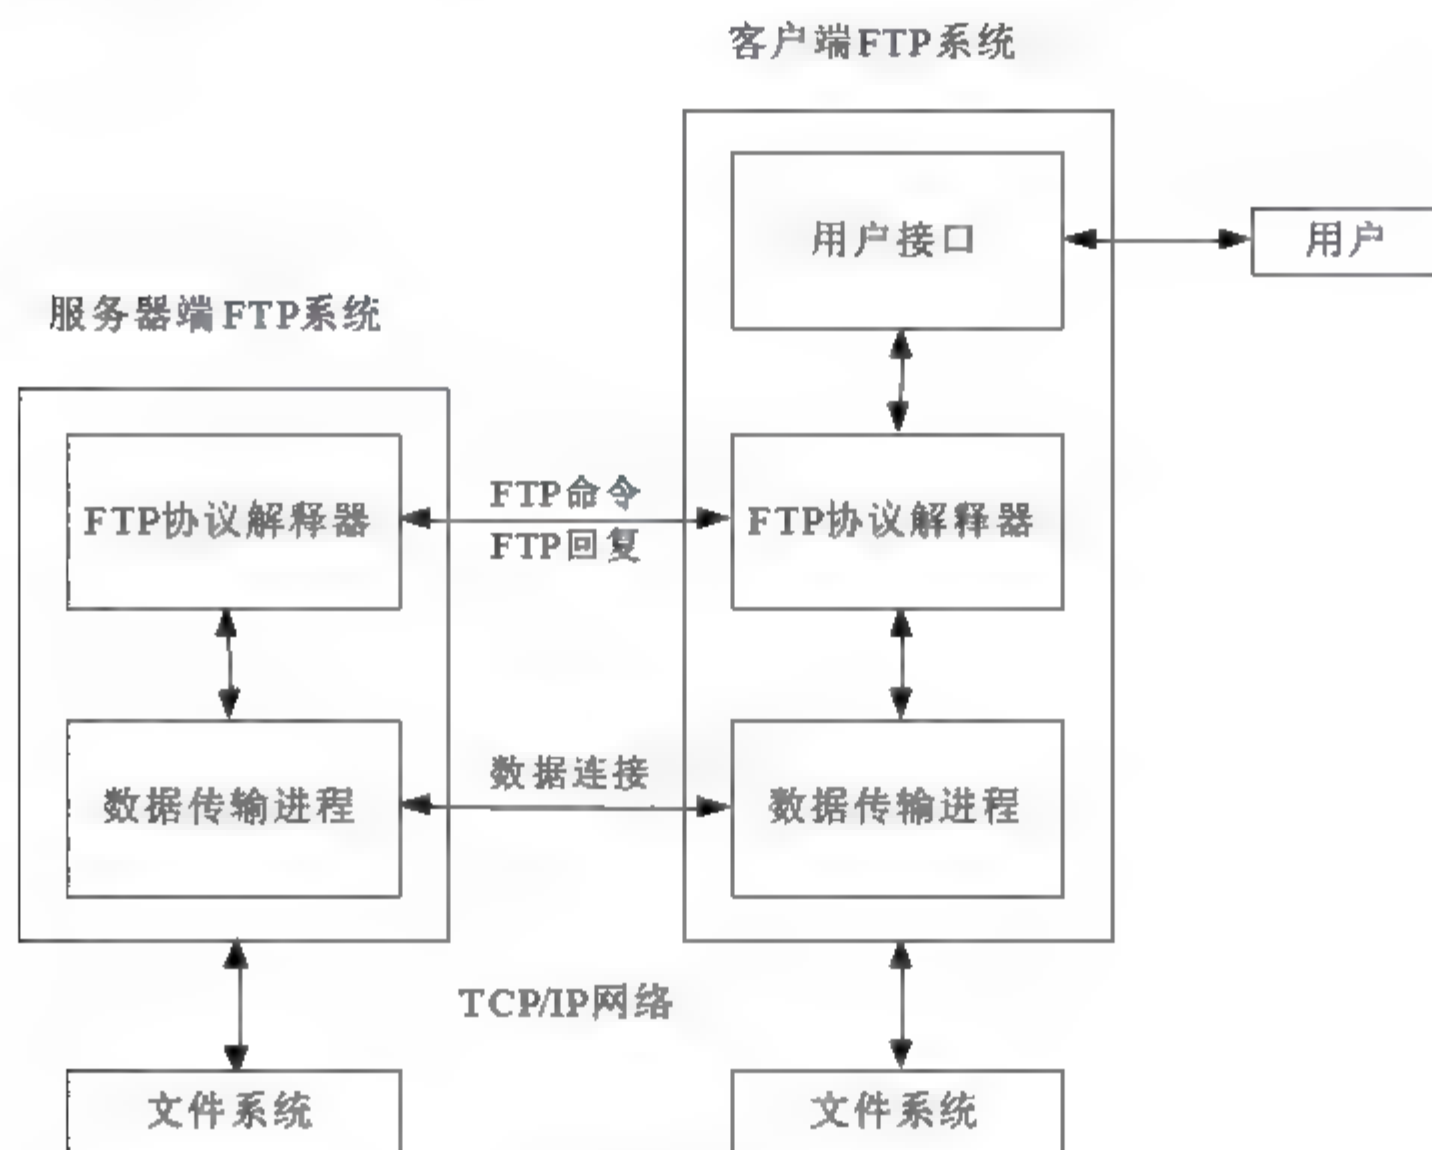 客户端FTP系统
用户接口
用户
服务器端FTP系统
FTP协议解释器
FTP命令
FTP回复
FTP协议解释器
数据传输进程
数据连接
数据传输进程
TCP/IP网络
文件系统
文件系统